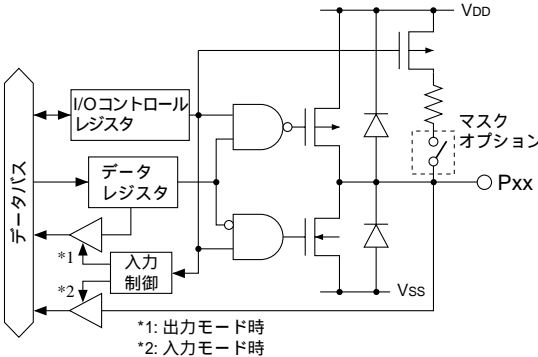 VDD
I/Oコントロール
レジスタ
マスク
オプション
データ
レジスタ
Pxx
データバス
*1
入力
制御
*2
VSS
*1: 出力モード時
*2: 入力モード時